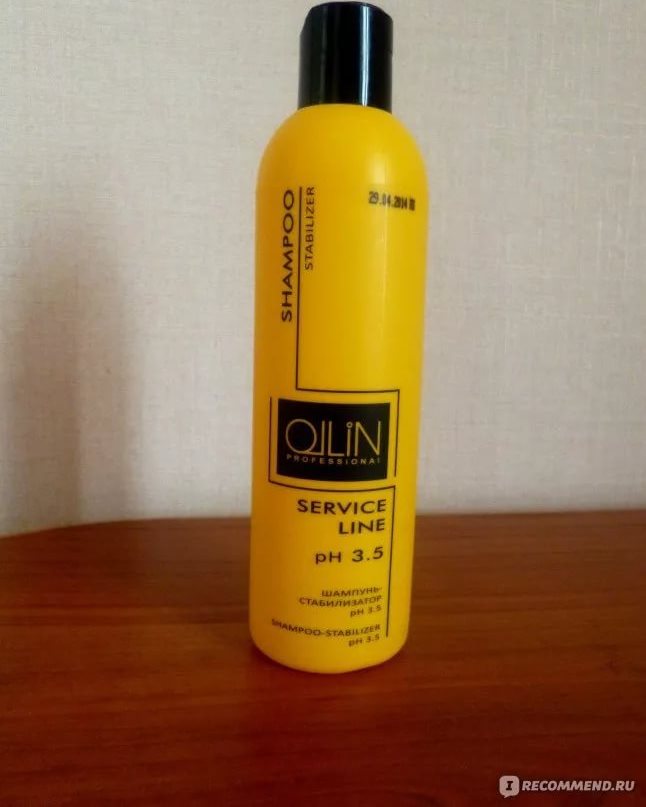 SHAMPOO
STABILIZER
29.04.2014
OLLiN
PROFESSIONAL
SERVICE
LINE
pH 3.5
ШАМПУНЬ-
СТАБИЛИЗАТОР
pH 3.5
SHAMPOO-STABILIZER
pH 3.5
IRECOMMEND.RU